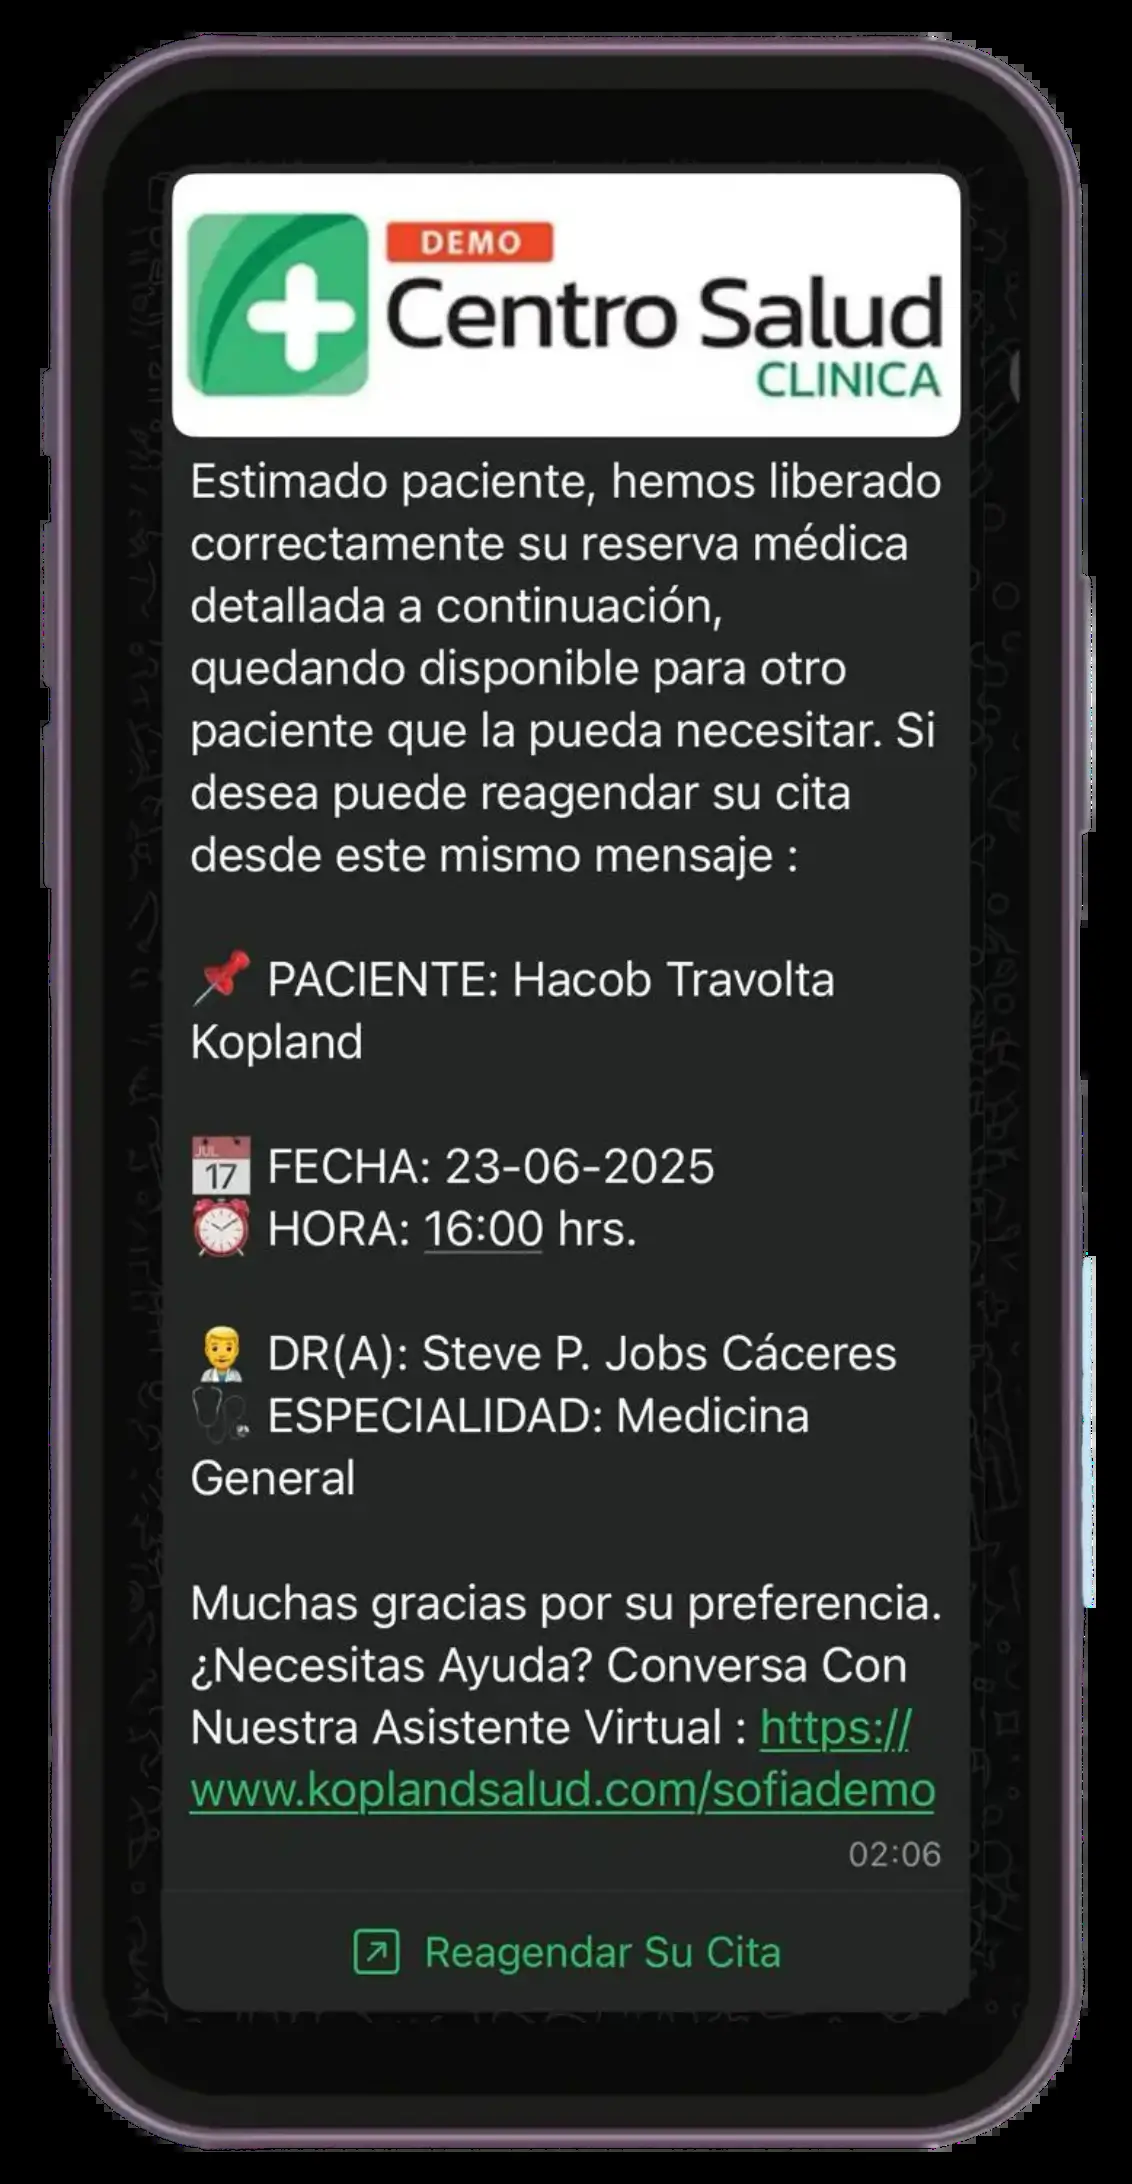 DEMO
Centro Salud
CLINICA
Estimado paciente, hemos liberado
correctamente su reserva médica
detallada a continuación,
quedando disponible para otro
paciente que la pueda necesitar. Si
desea puede reagendar su cita
desde este mismo mensaje :
📌 PACIENTE: Hacob Travolta
Kopland
JUL
17
FECHA: 23-06-2025
⏰ HORA: 16:00 hrs.
👨‍⚕️ DR(A): Steve P. Jobs Cáceres
🩺 ESPECIALIDAD: Medicina
General
Muchas gracias por su preferencia.
¿Necesitas Ayuda? Conversa Con
Nuestra Asistente Virtual : https://
www.koplandsalud.com/sofiademo
02:06
Reagendar Su Cita